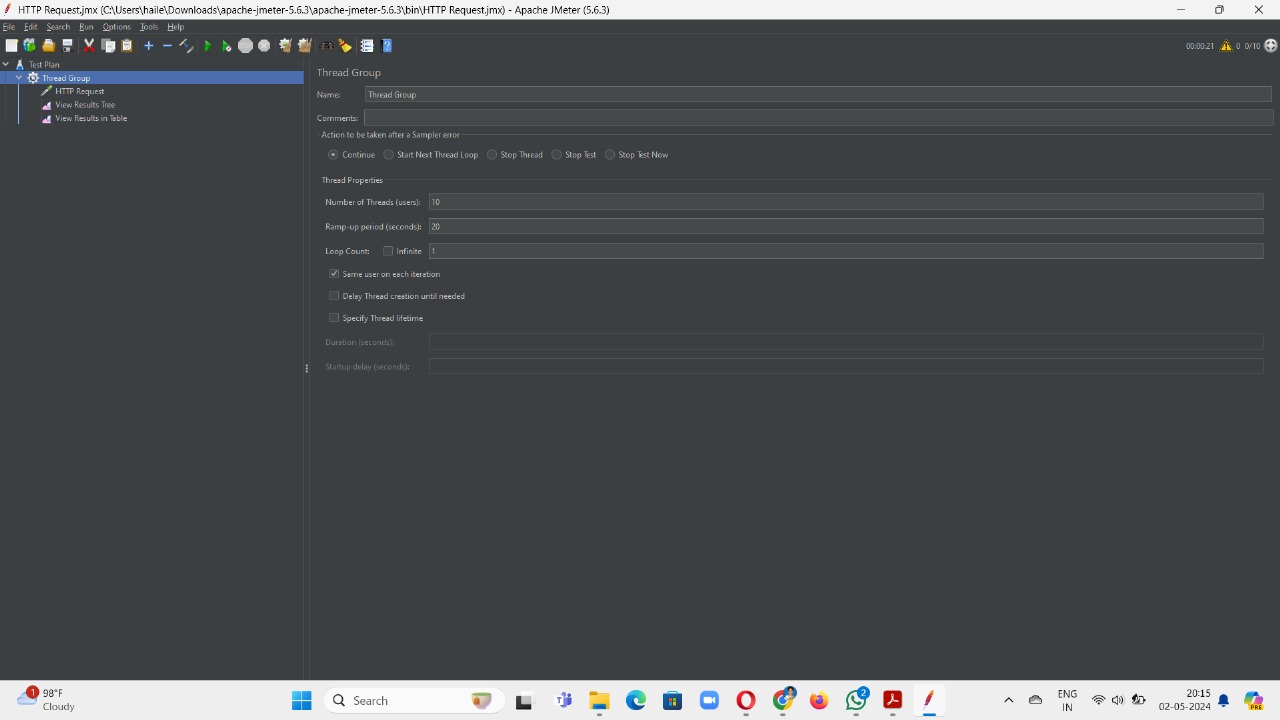 HTTP Request.jmx (C:\Users\haile\Downloads\apache-jmeter-5.6.3\apache-jmeter-5.6.3\bin\HTTP Request.jmx) - Apache JMeter (5.6.3)
File Edit Search Run Options Tools Help
00:00:21 0 0/10
Test Plan
Thread Group
HTTP Request
View Results Tree
View Results in Table
Thread Group
Name: Thread Group
Comments:
Action to be taken after a Sampler error
Continue Start Next Thread Loop Stop Thread Stop Test Stop Test Now
Thread Properties
Number of Threads (users): 10
Ramp-up period (seconds): 20
Loop Count: Infinite 1
Same user on each iteration
Delay Thread creation until needed
Specify Thread lifetime
Duration (seconds):
Startup delay (seconds):
1 98°F
Cloudy
Search
2
ENG
IN
20:15
02-05-2024
PRE